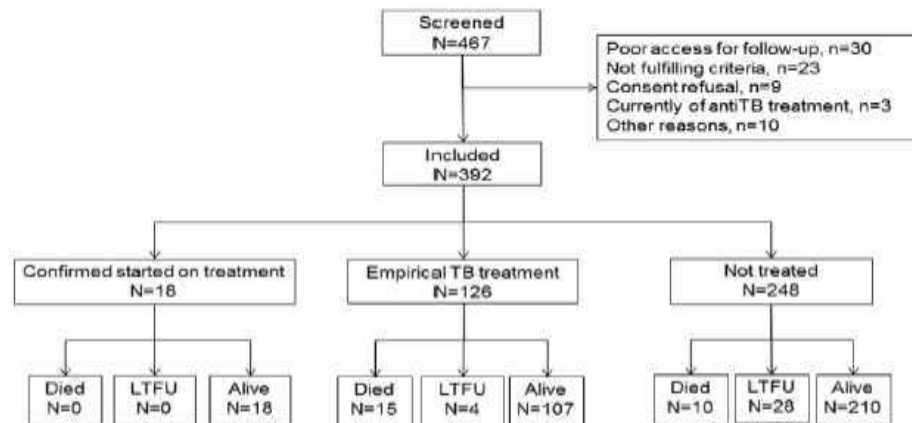 Screened
N=467
Poor access for follow-up, n=30
Not fulfilling criteria, n=23
Consent refusal, n=9
Currently of antiTB treatment, n=3
Other reasons, n=10
Included
N=392
Confirmed started on treatment
N=18
Empirical TB treatment
N=126
Not treated
N=248
Died
N=0
LTFU
N=0
Alive
N=18
Died
N=15
LTFU
N=4
Alive
N=107
Died
N=10
LTFU
N=28
Alive
N=210